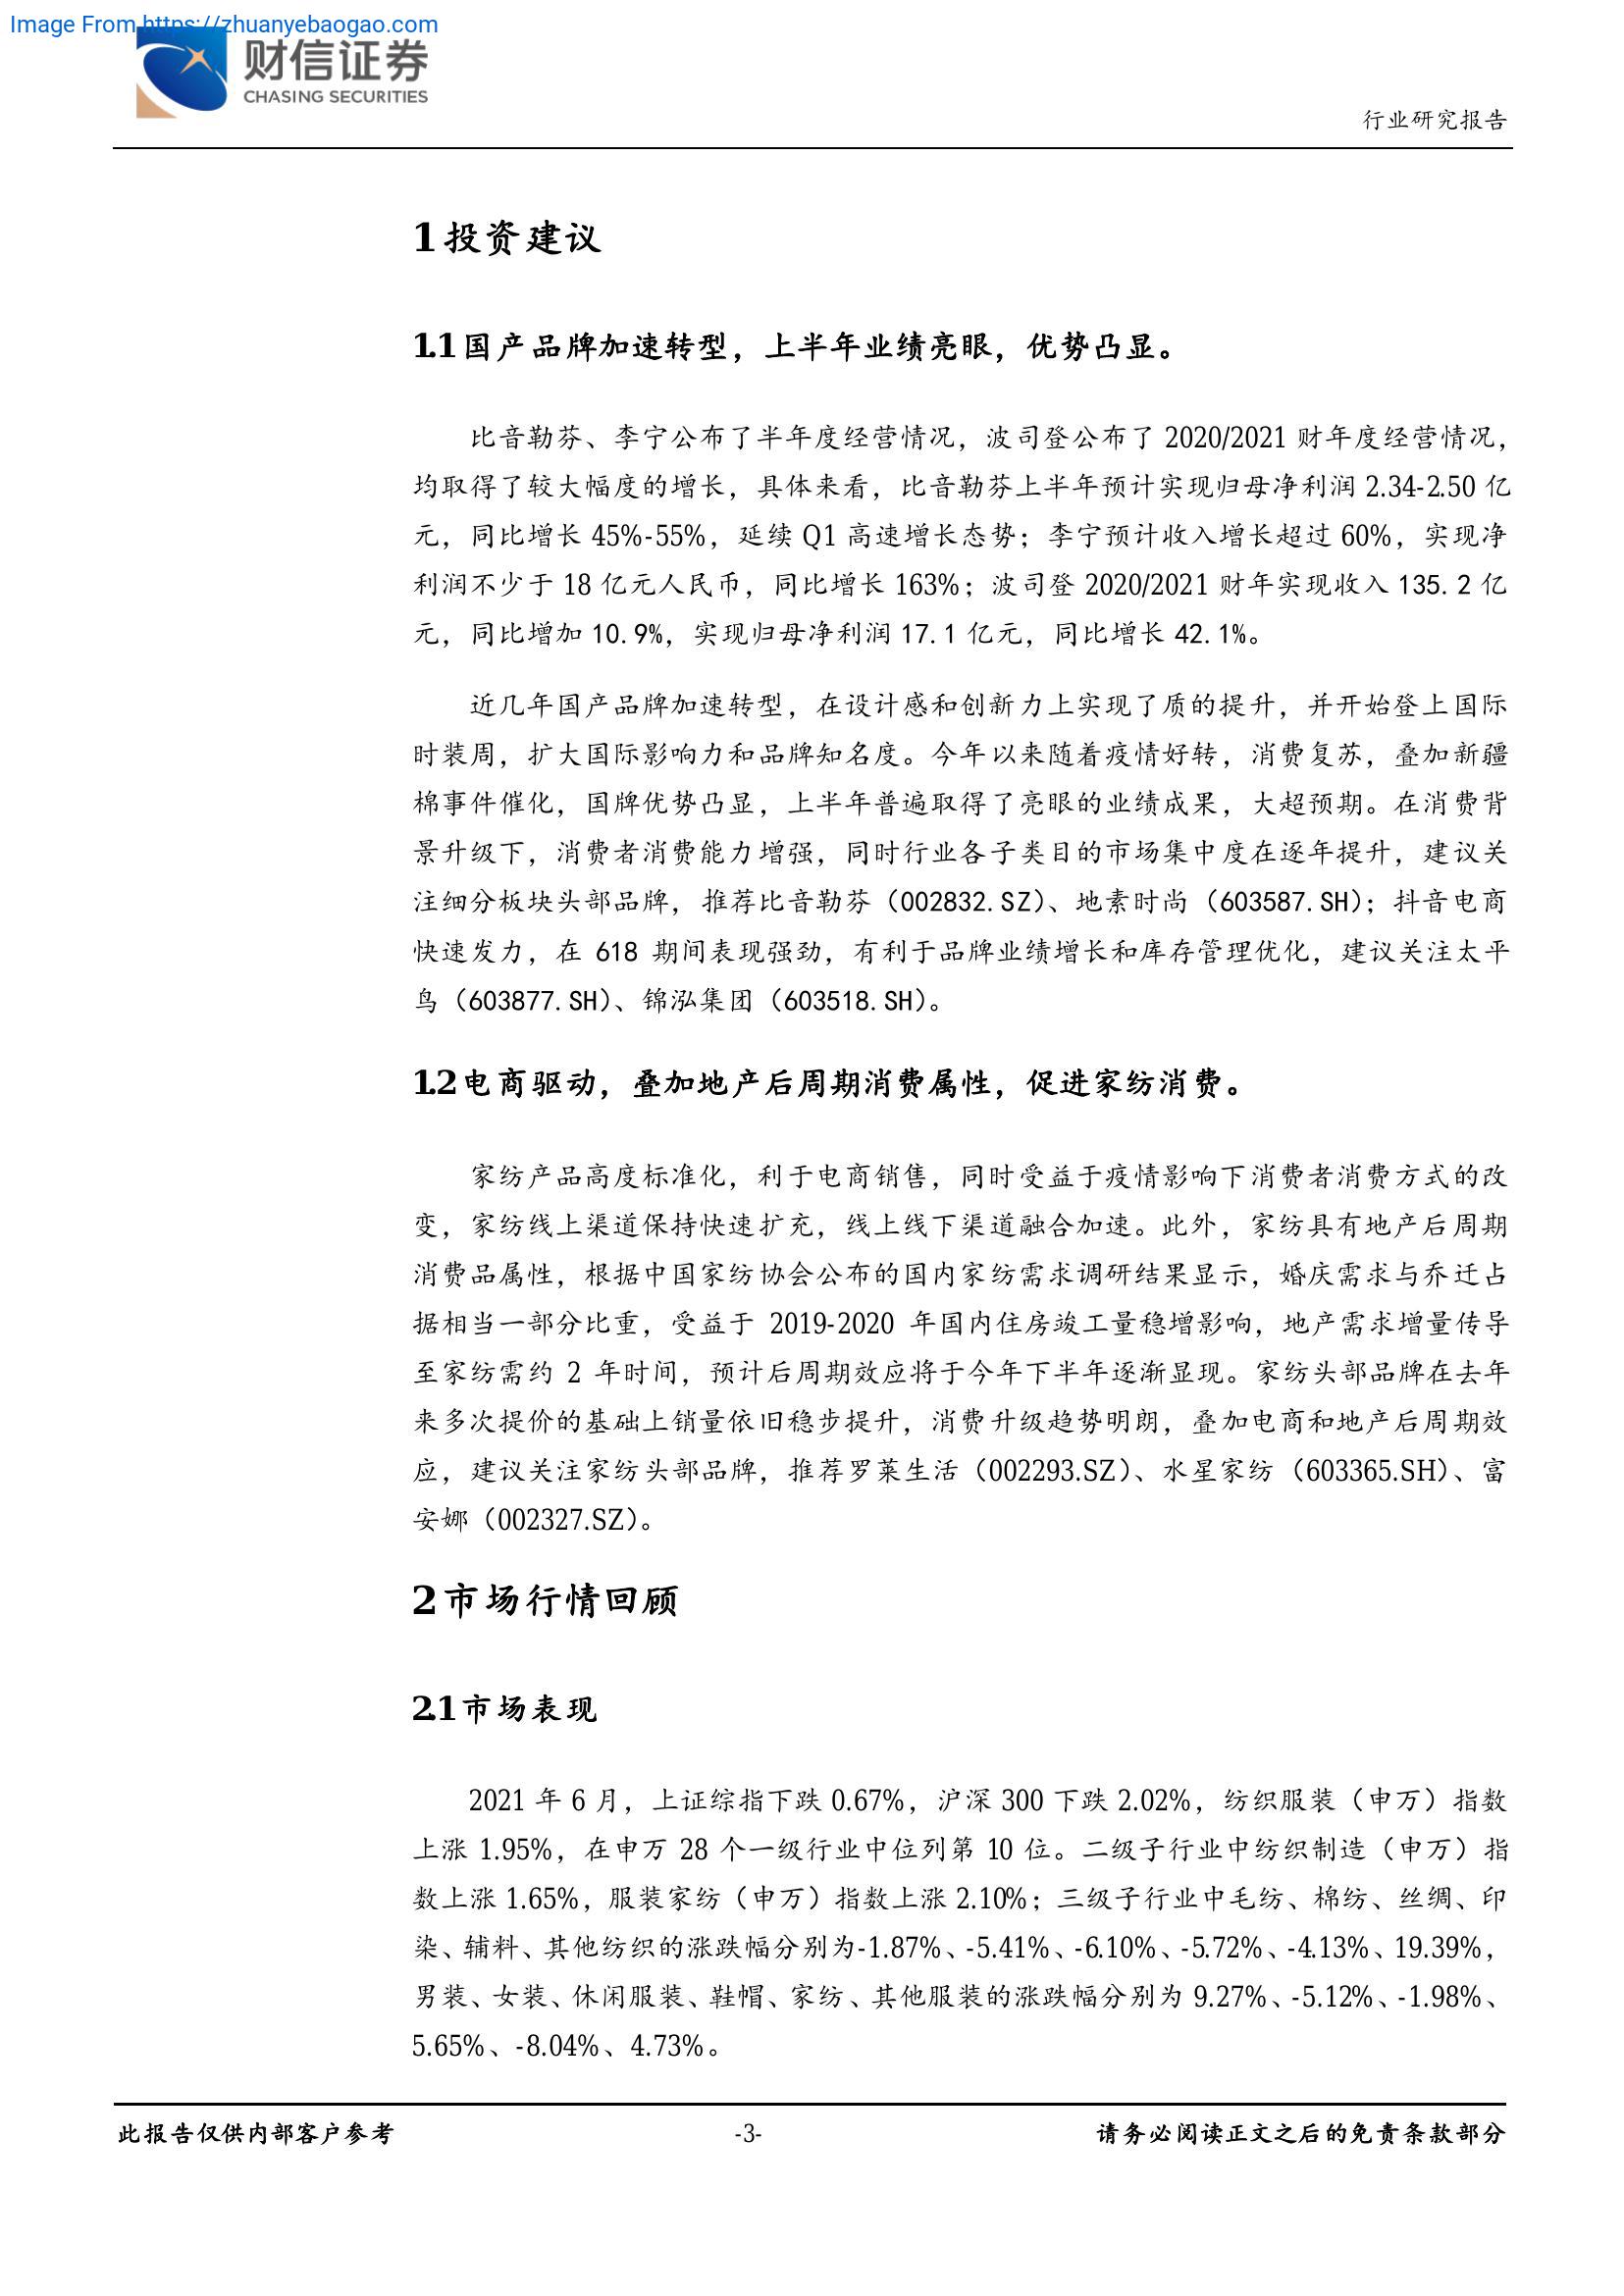 Image From https://zhuanyebaogao.com
财信证券
CHASING SECURITIES
行业研究报告
1 投资建议
1.1 国产品牌加速转型，上半年业绩亮眼，优势凸显。
比音勒芬、李宁公布了半年度经营情况，波司登公布了 2020/2021 财年度经营情况，
均取得了较大幅度的增长，具体来看，比音勒芬上半年预计实现归母净利润 2.34-2.50 亿
元，同比增长 45%-55%，延续 Q1 高速增长态势；李宁预计收入增长超过 60%，实现净
利润不少于 18 亿元人民币，同比增长 163%；波司登 2020/2021 财年实现收入 135.2 亿
元，同比增加 10.9%，实现归母净利润 17.1 亿元，同比增长 42.1%。
近几年国产品牌加速转型，在设计感和创新力上实现了质的提升，并开始登上国际
时装周，扩大国际影响力和品牌知名度。今年以来随着疫情好转，消费复苏，叠加新疆
棉事件催化，国牌优势凸显，上半年普遍取得了亮眼的业绩成果，大超预期。在消费背
景升级下，消费者消费能力增强，同时行业各子类目的市场集中度在逐年提升，建议关
注细分板块头部品牌，推荐比音勒芬（002832.SZ）、地素时尚（603587.SH）；抖音电商
快速发力，在 618 期间表现强劲，有利于品牌业绩增长和库存管理优化，建议关注太平
鸟（603877.SH）、锦泓集团（603518.SH）。
1.2 电商驱动，叠加地产后周期消费属性，促进家纺消费。
家纺产品高度标准化，利于电商销售，同时受益于疫情影响下消费者消费方式的改
变，家纺线上渠道保持快速扩充，线上线下渠道融合加速。此外，家纺具有地产后周期
消费品属性，根据中国家纺协会公布的国内家纺需求调研结果显示，婚庆需求与乔迁占
据相当一部分比重，受益于 2019-2020 年国内住房竣工量稳增影响，地产需求增量传导
至家纺需约 2 年时间，预计后周期效应将于今年下半年逐渐显现。家纺头部品牌在去年
来多次提价的基础上销量依旧稳步提升，消费升级趋势明朗，叠加电商和地产后周期效
应，建议关注家纺头部品牌，推荐罗莱生活（002293.SZ）、水星家纺（603365.SH）、富
安娜（002327.SZ）。
2 市场行情回顾
2.1 市场表现
2021 年 6 月，上证综指下跌 0.67%，沪深 300 下跌 2.02%，纺织服装（申万）指数
上涨 1.95%，在申万 28 个一级行业中位列第 10 位。二级子行业中纺织制造（申万）指
数上涨 1.65%，服装家纺（申万）指数上涨 2.10%；三级子行业中毛纺、棉纺、丝绸、印
染、辅料、其他纺织的涨跌幅分别为-1.87%、-5.41%、-6.10%、-5.72%、-4.13%、19.39%，
男装、女装、休闲服装、鞋帽、家纺、其他服装的涨跌幅分别为 9.27%、-5.12%、-1.98%、
5.65%、-8.04%、4.73%。
此报告仅供内部客户参考
-3-
请务必阅读正文之后的免责条款部分